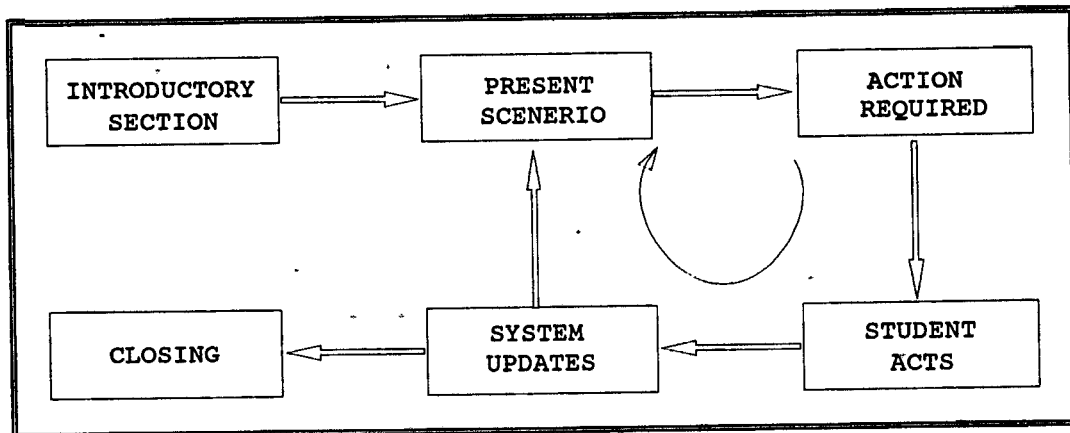 INTRODUCTORY
SECTION
PRESENT
SCENERIO
ACTION
REQUIRED
CLOSING
SYSTEM
UPDATES
STUDENT
ACTS